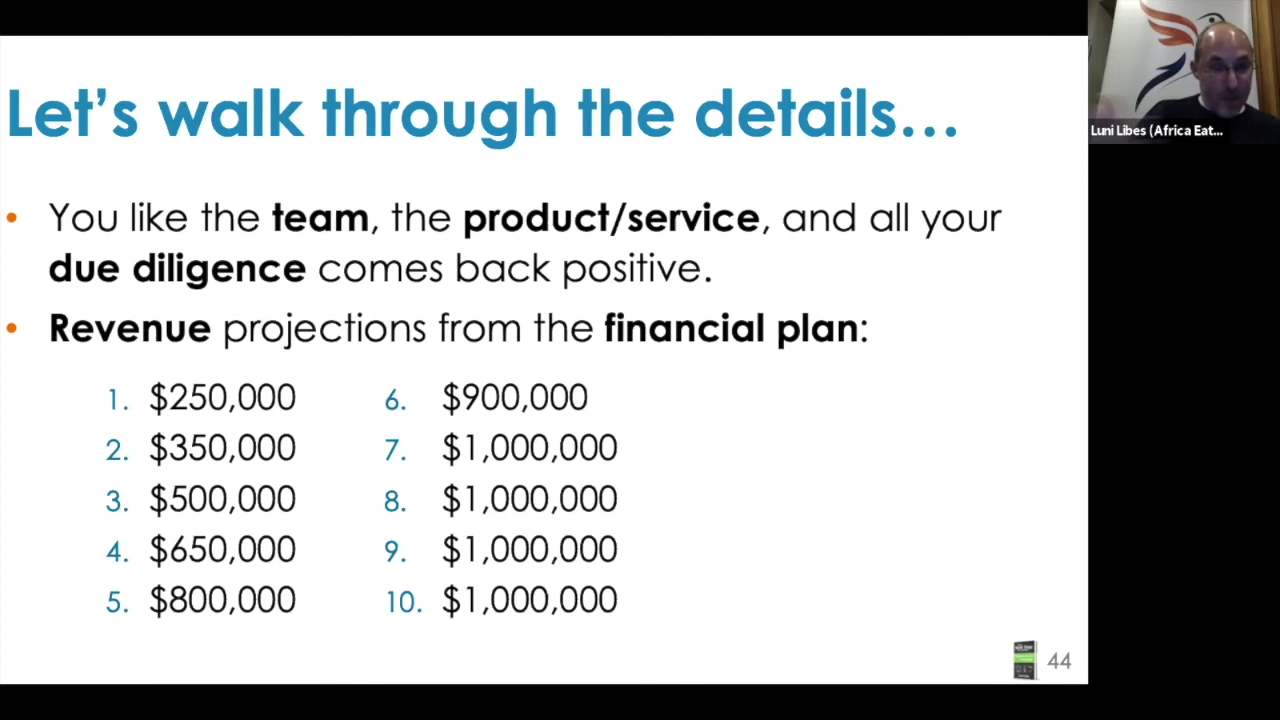 Let's walk through the details...
• You like the team, the product/service, and all your
due diligence comes back positive.
• Revenue projections from the financial plan:
1. $250,000
2. $350,000
3. $500,000
4. $650,000
5. $800,000
6. $900,000
7. $1,000,000
8. $1,000,000
9. $1,000,000
10. $1,000,000
44
Luni Libes (Africa Eat...